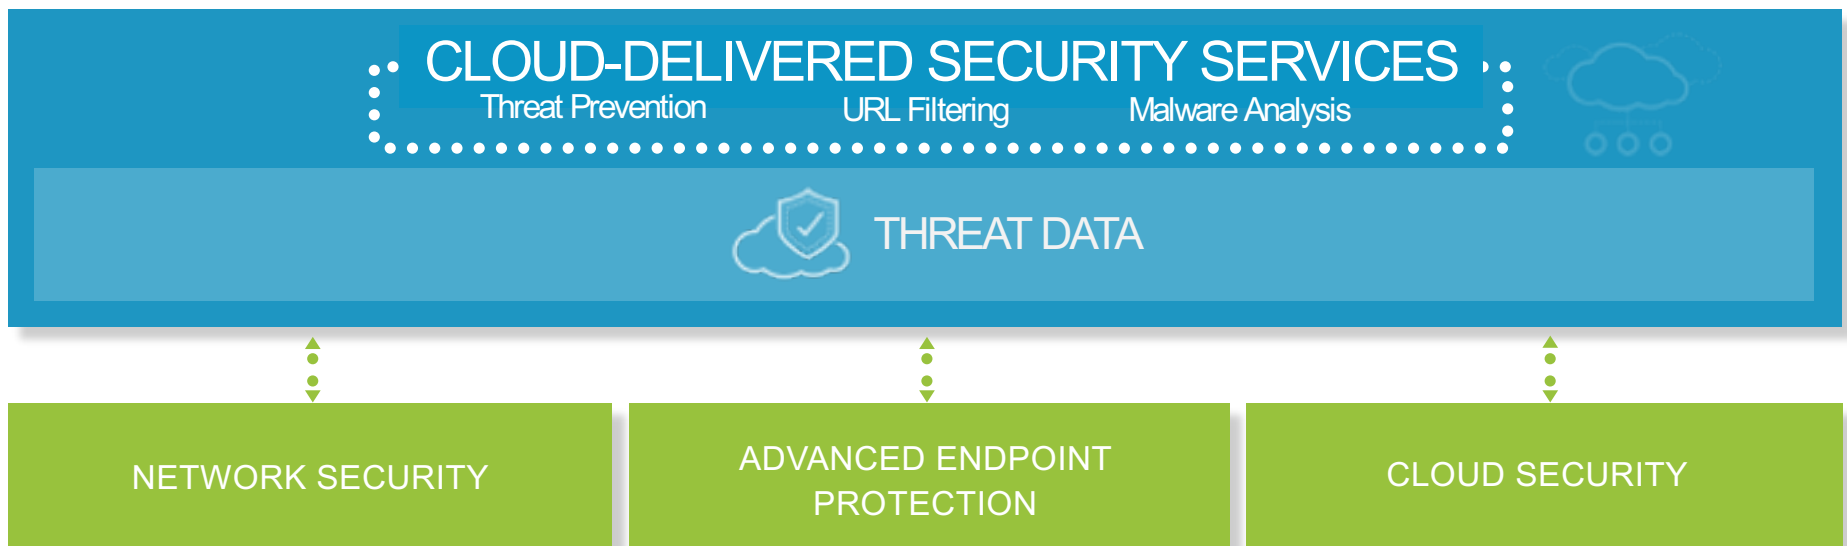 CLOUD-DELIVERED SECURITY SERVICES
Threat Prevention URL Filtering Malware Analysis
THREAT DATA
NETWORK SECURITY
ADVANCED ENDPOINT
PROTECTION
CLOUD SECURITY